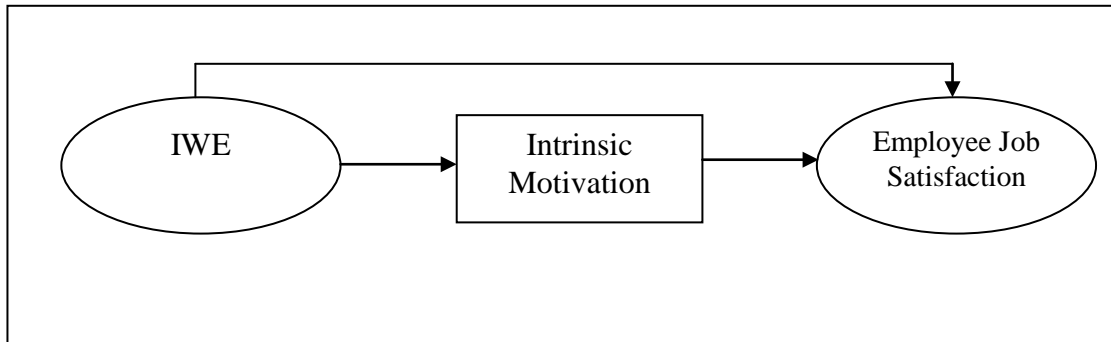 IWE
Intrinsic
Motivation
Employee Job
Satisfaction